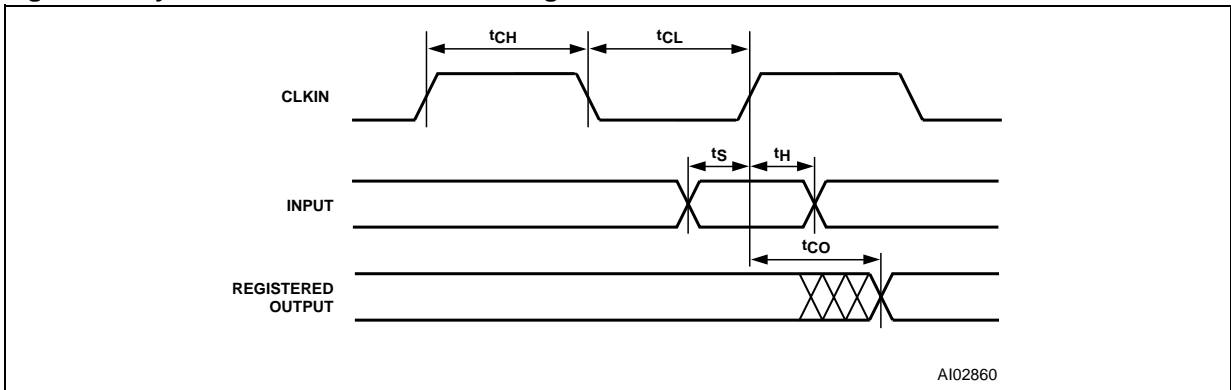 tCH
tCL
CLKIN
tS
tH
INPUT
tCO
REGISTERED
OUTPUT
AI02860